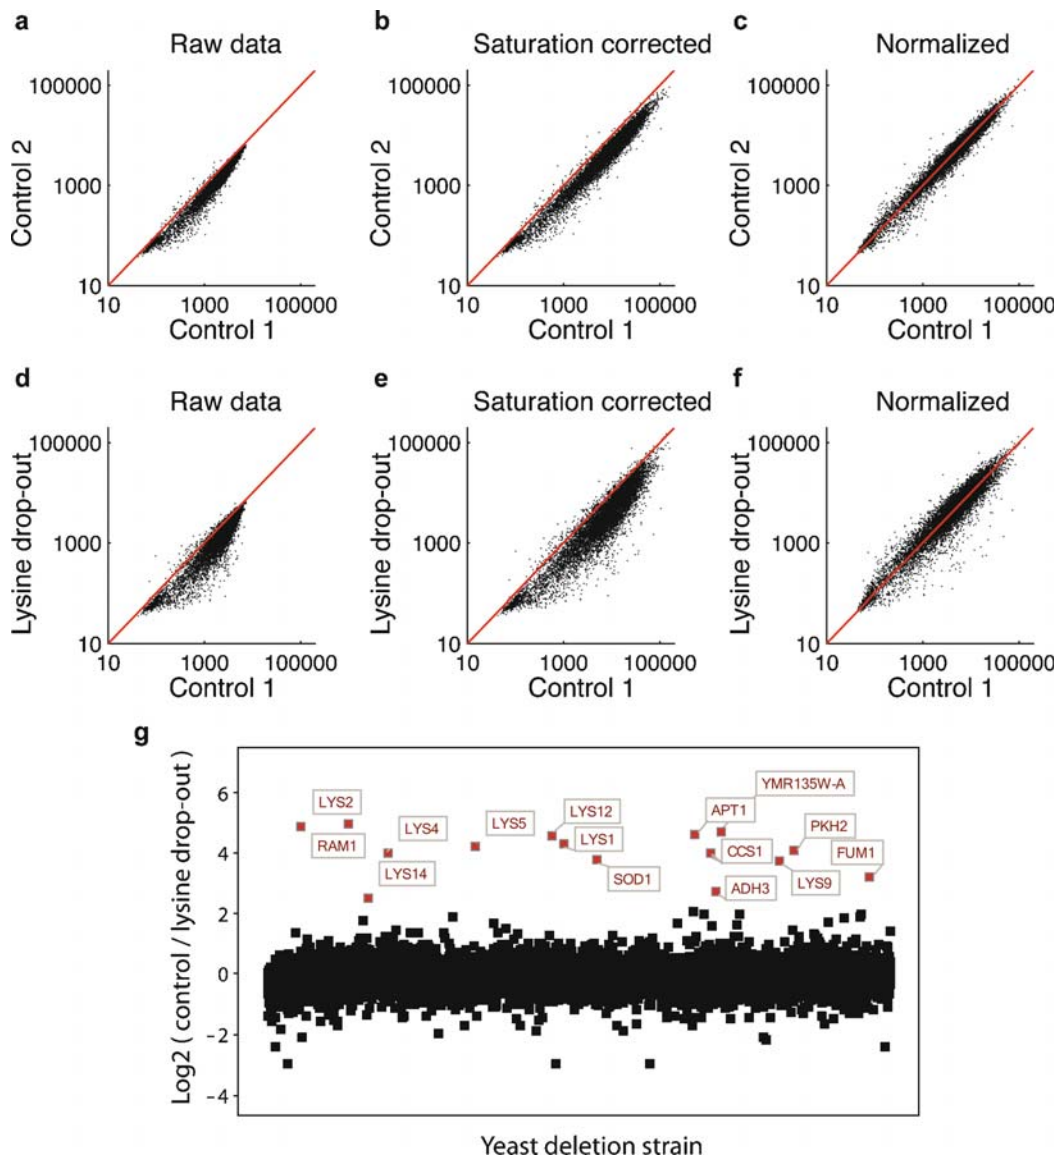 a
Raw data
100000
1000
10
10 1000 100000
Control 2
Control 1
b
Saturation corrected
100000
1000
10
10 1000 100000
Control 2
Control 1
c
Normalized
100000
1000
10
10 1000 100000
Control 2
Control 1
d
Raw data
100000
1000
10
10 1000 100000
Lysine drop-out
Control 1
e
Saturation corrected
100000
1000
10
10 1000 100000
Lysine drop-out
Control 1
f
Normalized
100000
1000
10
10 1000 100000
Lysine drop-out
Control 1
g
Log2 ( control / lysine drop-out )
6
4
2
0
−2
−4
LYS2
RAM1
LYS4
LYS14
LYS5
LYS12
LYS1
SOD1
YMR135W-A
APT1
CCS1
ADH3
PKH2
LYS9
FUM1
Yeast deletion strain